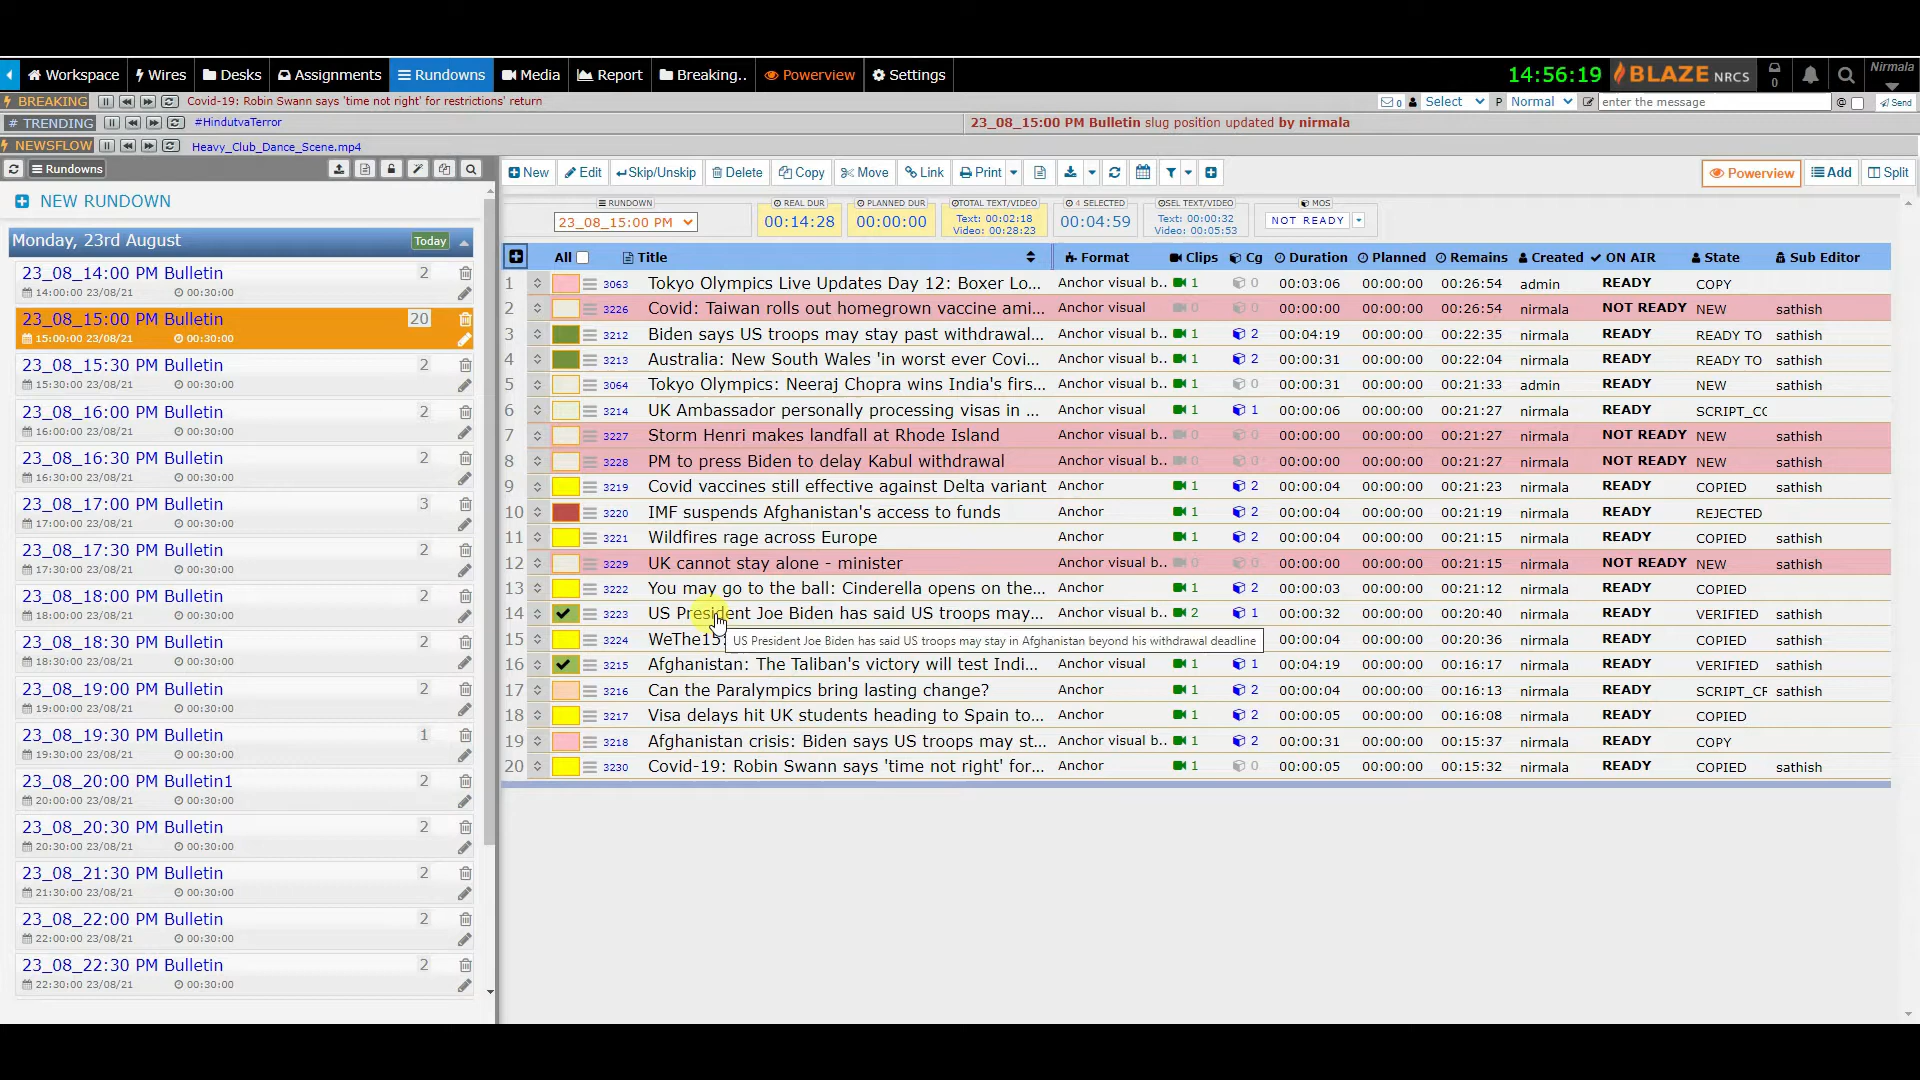 Workspace Wires Desks Assignments Rundowns Media Report Breaking.. Powerview Settings 14:56:19 BLAZE NRCS 0 Nirmala
BREAKING Covid-19: Robin Swann says 'time not right' for restrictions' return 0 Select P Normal enter the message @ Send
# TRENDING #HindutvaTerror 23_08_15:00 PM Bulletin slug position updated by nirmala
NEWSFLOW Heavy_Club_Dance_Scene.mp4
Rundowns
NEW RUNDOWN
Monday, 23rd August Today
23_08_14:00 PM Bulletin 2
14:00:00 23/08/21 00:30:00
23_08_15:00 PM Bulletin 20
15:00:00 23/08/21 00:30:00
23_08_15:30 PM Bulletin 2
15:30:00 23/08/21 00:30:00
23_08_16:00 PM Bulletin 2
16:00:00 23/08/21 00:30:00
23_08_16:30 PM Bulletin 2
16:30:00 23/08/21 00:30:00
23_08_17:00 PM Bulletin 3
17:00:00 23/08/21 00:30:00
23_08_17:30 PM Bulletin 2
17:30:00 23/08/21 00:30:00
23_08_18:00 PM Bulletin 2
18:00:00 23/08/21 00:30:00
23_08_18:30 PM Bulletin 2
18:30:00 23/08/21 00:30:00
23_08_19:00 PM Bulletin 2
19:00:00 23/08/21 00:30:00
23_08_19:30 PM Bulletin 1
19:30:00 23/08/21 00:30:00
23_08_20:00 PM Bulletin1 2
20:00:00 23/08/21 00:30:00
23_08_20:30 PM Bulletin 2
20:30:00 23/08/21 00:30:00
23_08_21:30 PM Bulletin 2
21:30:00 23/08/21 00:30:00
23_08_22:00 PM Bulletin 2
22:00:00 23/08/21 00:30:00
23_08_22:30 PM Bulletin 2
22:30:00 23/08/21 00:30:00
New Edit Skip/Unskip Delete Copy Move Link Print Powerview Add Split
RUNDOWN REAL DUR PLANNED DUR TOTAL TEXT/VIDEO 4 SELECTED SEL TEXT/VIDEO MOS
23_08_15:00 PM 00:14:28 00:00:00 Text: 00:02:18 00:04:59 Text: 00:00:32 NOT READY
Video: 00:28:23 Video: 00:05:53
All Title Format Clips Cg Duration Planned Remains Created ON AIR State Sub Editor
1 3063 Tokyo Olympics Live Updates Day 12: Boxer Lo... Anchor visual b.. 1 0 00:03:06 00:00:00 00:26:54 admin READY COPY
2 3226 Covid: Taiwan rolls out homegrown vaccine ami... Anchor visual 0 0 00:00:00 00:00:00 00:26:54 nirmala NOT READY NEW sathish
3 3212 Biden says US troops may stay past withdrawal... Anchor visual b.. 1 2 00:04:19 00:00:00 00:22:35 nirmala READY READY TO sathish
4 3213 Australia: New South Wales 'in worst ever Covi... Anchor visual b.. 1 2 00:00:31 00:00:00 00:22:04 nirmala READY READY TO sathish
5 3064 Tokyo Olympics: Neeraj Chopra wins India's firs... Anchor visual b.. 1 0 00:00:31 00:00:00 00:21:33 admin READY NEW sathish
6 3214 UK Ambassador personally processing visas in ... Anchor visual 1 1 00:00:06 00:00:00 00:21:27 nirmala READY SCRIPT_CO
7 3227 Storm Henri makes landfall at Rhode Island Anchor visual b.. 0 0 00:00:00 00:00:00 00:21:27 nirmala NOT READY NEW sathish
8 3228 PM to press Biden to delay Kabul withdrawal Anchor visual b.. 0 0 00:00:00 00:00:00 00:21:27 nirmala NOT READY NEW sathish
9 3219 Covid vaccines still effective against Delta variant Anchor 1 2 00:00:04 00:00:00 00:21:23 nirmala READY COPIED sathish
10 3220 IMF suspends Afghanistan's access to funds Anchor 1 2 00:00:04 00:00:00 00:21:19 nirmala READY REJECTED
11 3221 Wildfires rage across Europe Anchor 1 2 00:00:04 00:00:00 00:21:15 nirmala READY COPIED sathish
12 3229 UK cannot stay alone - minister Anchor visual b.. 0 0 00:00:00 00:00:00 00:21:15 nirmala NOT READY NEW sathish
13 3222 You may go to the ball: Cinderella opens on the... Anchor 1 2 00:00:03 00:00:00 00:21:12 nirmala READY COPIED
14 3223 US President Joe Biden has said US troops may... Anchor visual b.. 2 1 00:00:32 00:00:00 00:20:40 nirmala READY VERIFIED sathish
15 3224 WeThe15: US President Joe Biden has said US troops may stay in Afghanistan beyond his withdrawal deadline 00:00:04 00:00:00 00:20:36 nirmala READY COPIED sathish
16 3215 Afghanistan: The Taliban's victory will test Indi... Anchor visual 1 1 00:04:19 00:00:00 00:16:17 nirmala READY VERIFIED sathish
17 3216 Can the Paralympics bring lasting change? Anchor 1 2 00:00:04 00:00:00 00:16:13 nirmala READY SCRIPT_CR sathish
18 3217 Visa delays hit UK students heading to Spain to... Anchor 1 2 00:00:05 00:00:00 00:16:08 nirmala READY COPIED
19 3218 Afghanistan crisis: Biden says US troops may st... Anchor visual b.. 1 2 00:00:31 00:00:00 00:15:37 nirmala READY COPY
20 3230 Covid-19: Robin Swann says 'time not right' for... Anchor 1 0 00:00:05 00:00:00 00:15:32 nirmala READY COPIED sathish